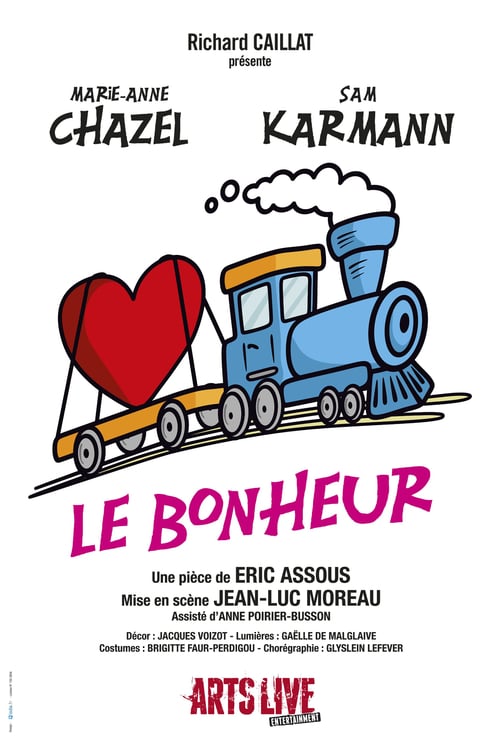 Richard CAILLAT
présente
MARIE-ANNE CHAZEL
SAM KARMANN
LE BONHEUR
Une pièce de ERIC ASSOUS
Mise en scène JEAN-LUC MOREAU
Assisté d'ANNE POIRIER-BUSSON
Décor : JACQUES VOIZOT - Lumières : GAËLLE DE MALGLAIVE
Costumes : BRIGITTE FAUR-PERDIGOU - Chorégraphie : GLYSLEIN LEFEVER
ARTS LIVE
ENTERTAINMENT